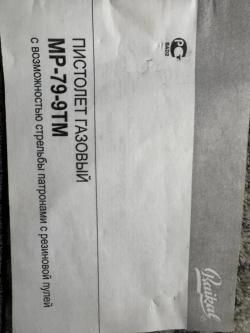 ПИСТОЛЕТ ГАЗОВЫЙ
МР-79-9ТМ
С ВОЗМОЖНОСТЬЮ СТРЕЛЬБЫ ПАТРОНАМИ С РЕЗИНОВОЙ ПУЛЕЙ
Baikal